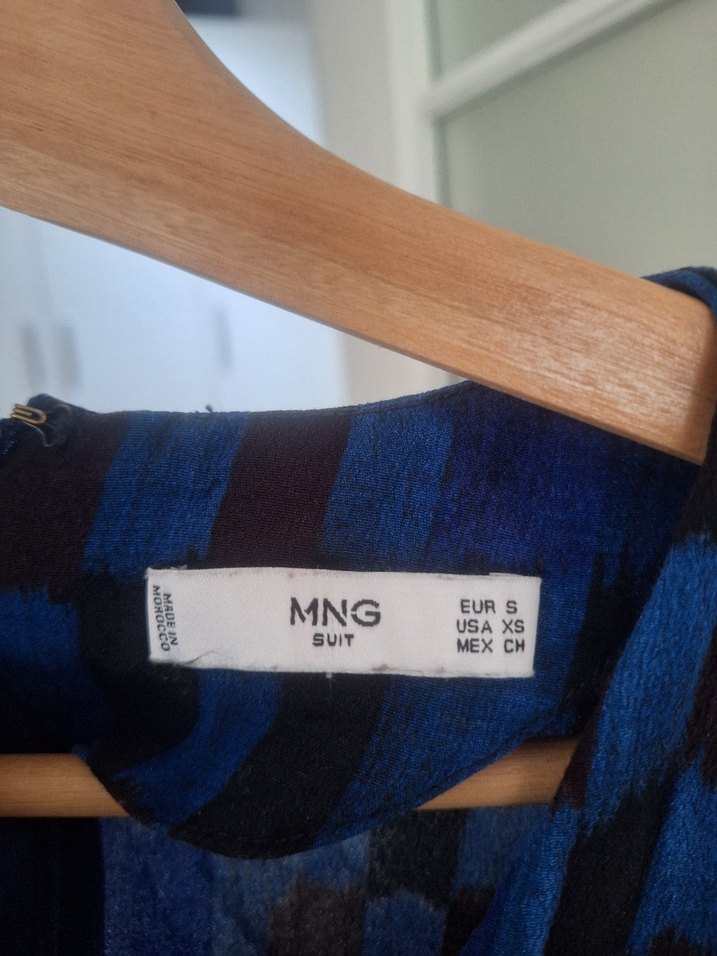 MADE IN
MOROCCO
MNG
SUIT
EUR S
USA XS
MEX CH